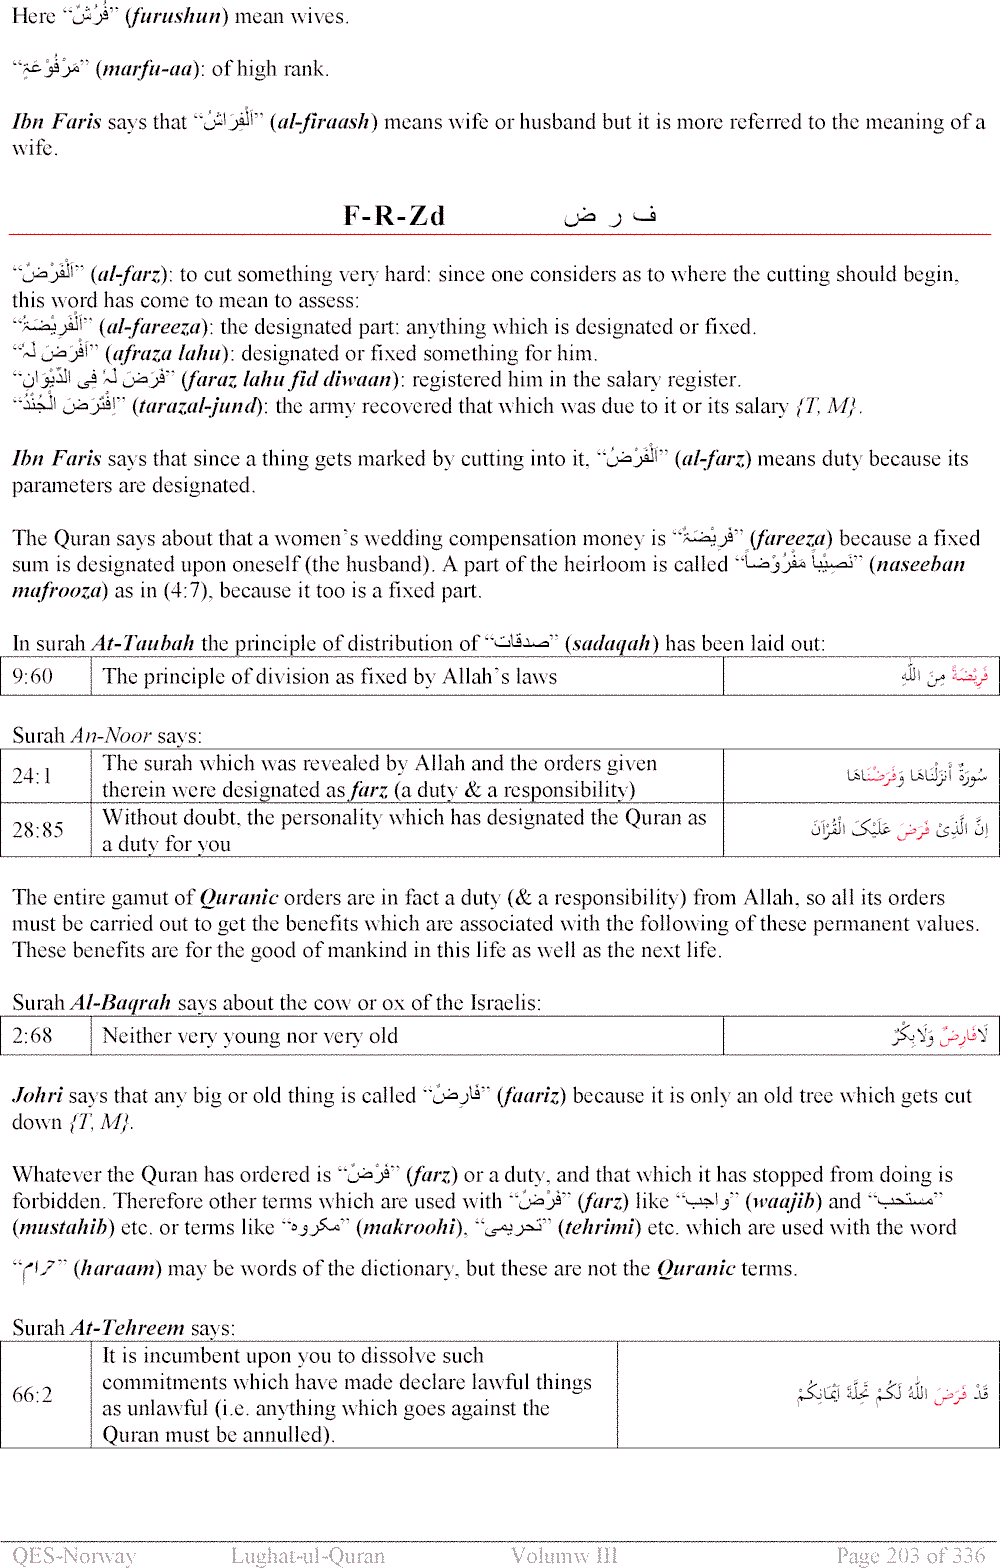 Here “فُرُشٌ” (furushun) mean wives.
“مَرْفُوْعَۃٍ” (marfu-aa): of high rank.
Ibn Faris says that “اَلْفِرَاشُ” (al-firaash) means wife or husband but it is more referred to the meaning of a
wife.
F-R-Zd ف ر ض
“اَلْفَرْضُ” (al-farz): to cut something very hard: since one considers as to where the cutting should begin,
this word has come to mean to assess:
“اَلْفَرِيْضَۃُ” (al-fareeza): the designated part: anything which is designated or fixed.
“اَفْرَضَ لَہٗ” (afraza lahu): designated or fixed something for him.
“فَرَضَ لَہٗ فِی الدِّيْوَانِ” (faraz lahu fid diwaan): registered him in the salary register.
“اِفْتَرَضَ الْجُنْدُ” (tarazal-jund): the army recovered that which was due to it or its salary {T, M}.
Ibn Faris says that since a thing gets marked by cutting into it, “اَلْفَرْضُ” (al-farz) means duty because its
parameters are designated.
The Quran says about that a women’s wedding compensation money is “فَرِيْضَۃٌ” (fareeza) because a fixed
sum is designated upon oneself (the husband). A part of the heirloom is called “نَصِيْباً مَفْرُوْضاً” (naseeban
mafrooza) as in (4:7), because it too is a fixed part.
In surah At-Taubah the principle of distribution of “صدقات” (sadaqah) has been laid out:
9:60 The principle of division as fixed by Allah’s laws فَرِيْضَةً مِنَ اللّٰهِ
Surah An-Noor says:
24:1 The surah which was revealed by Allah and the orders given سُورَةٌ أَنزَلْنَاهَا وَفَرَضْنَاهَا
therein were designated as farz (a duty & a responsibility)
28:85 Without doubt, the personality which has designated the Quran as اِنَّ الَّذِیْ فَرَضَ عَلَيْکَ الْقُرْآنَ
a duty for you
The entire gamut of Quranic orders are in fact a duty (& a responsibility) from Allah, so all its orders
must be carried out to get the benefits which are associated with the following of these permanent values.
These benefits are for the good of mankind in this life as well as the next life.
Surah Al-Baqrah says about the cow or ox of the Israelis:
2:68 Neither very young nor very old لَافَارِضٌ وَلَابِكْرٌ
Johri says that any big or old thing is called “فَارِضٌ” (faariz) because it is only an old tree which gets cut
down {T, M}.
Whatever the Quran has ordered is “فَرْضٌ” (farz) or a duty, and that which it has stopped from doing is
forbidden. Therefore other terms which are used with “فَرْضٌ” (farz) like “واجب” (waajib) and “مستحب”
(mustahib) etc. or terms like “مکروہ” (makroohi), “تحریمی” (tehrimi) etc. which are used with the word
“حرام” (haraam) may be words of the dictionary, but these are not the Quranic terms.
Surah At-Tehreem says:
It is incumbent upon you to dissolve such
commitments which have made declare lawful things
66:2 as unlawful (i.e. anything which goes against the قَدْ فَرَضَ اللّٰهُ لَكُمْ تَحِلَّةَ أَيْمَانِكُمْ
Quran must be annulled).
QES-Norway Lughat-ul-Quran Volumw III Page 203 of 336